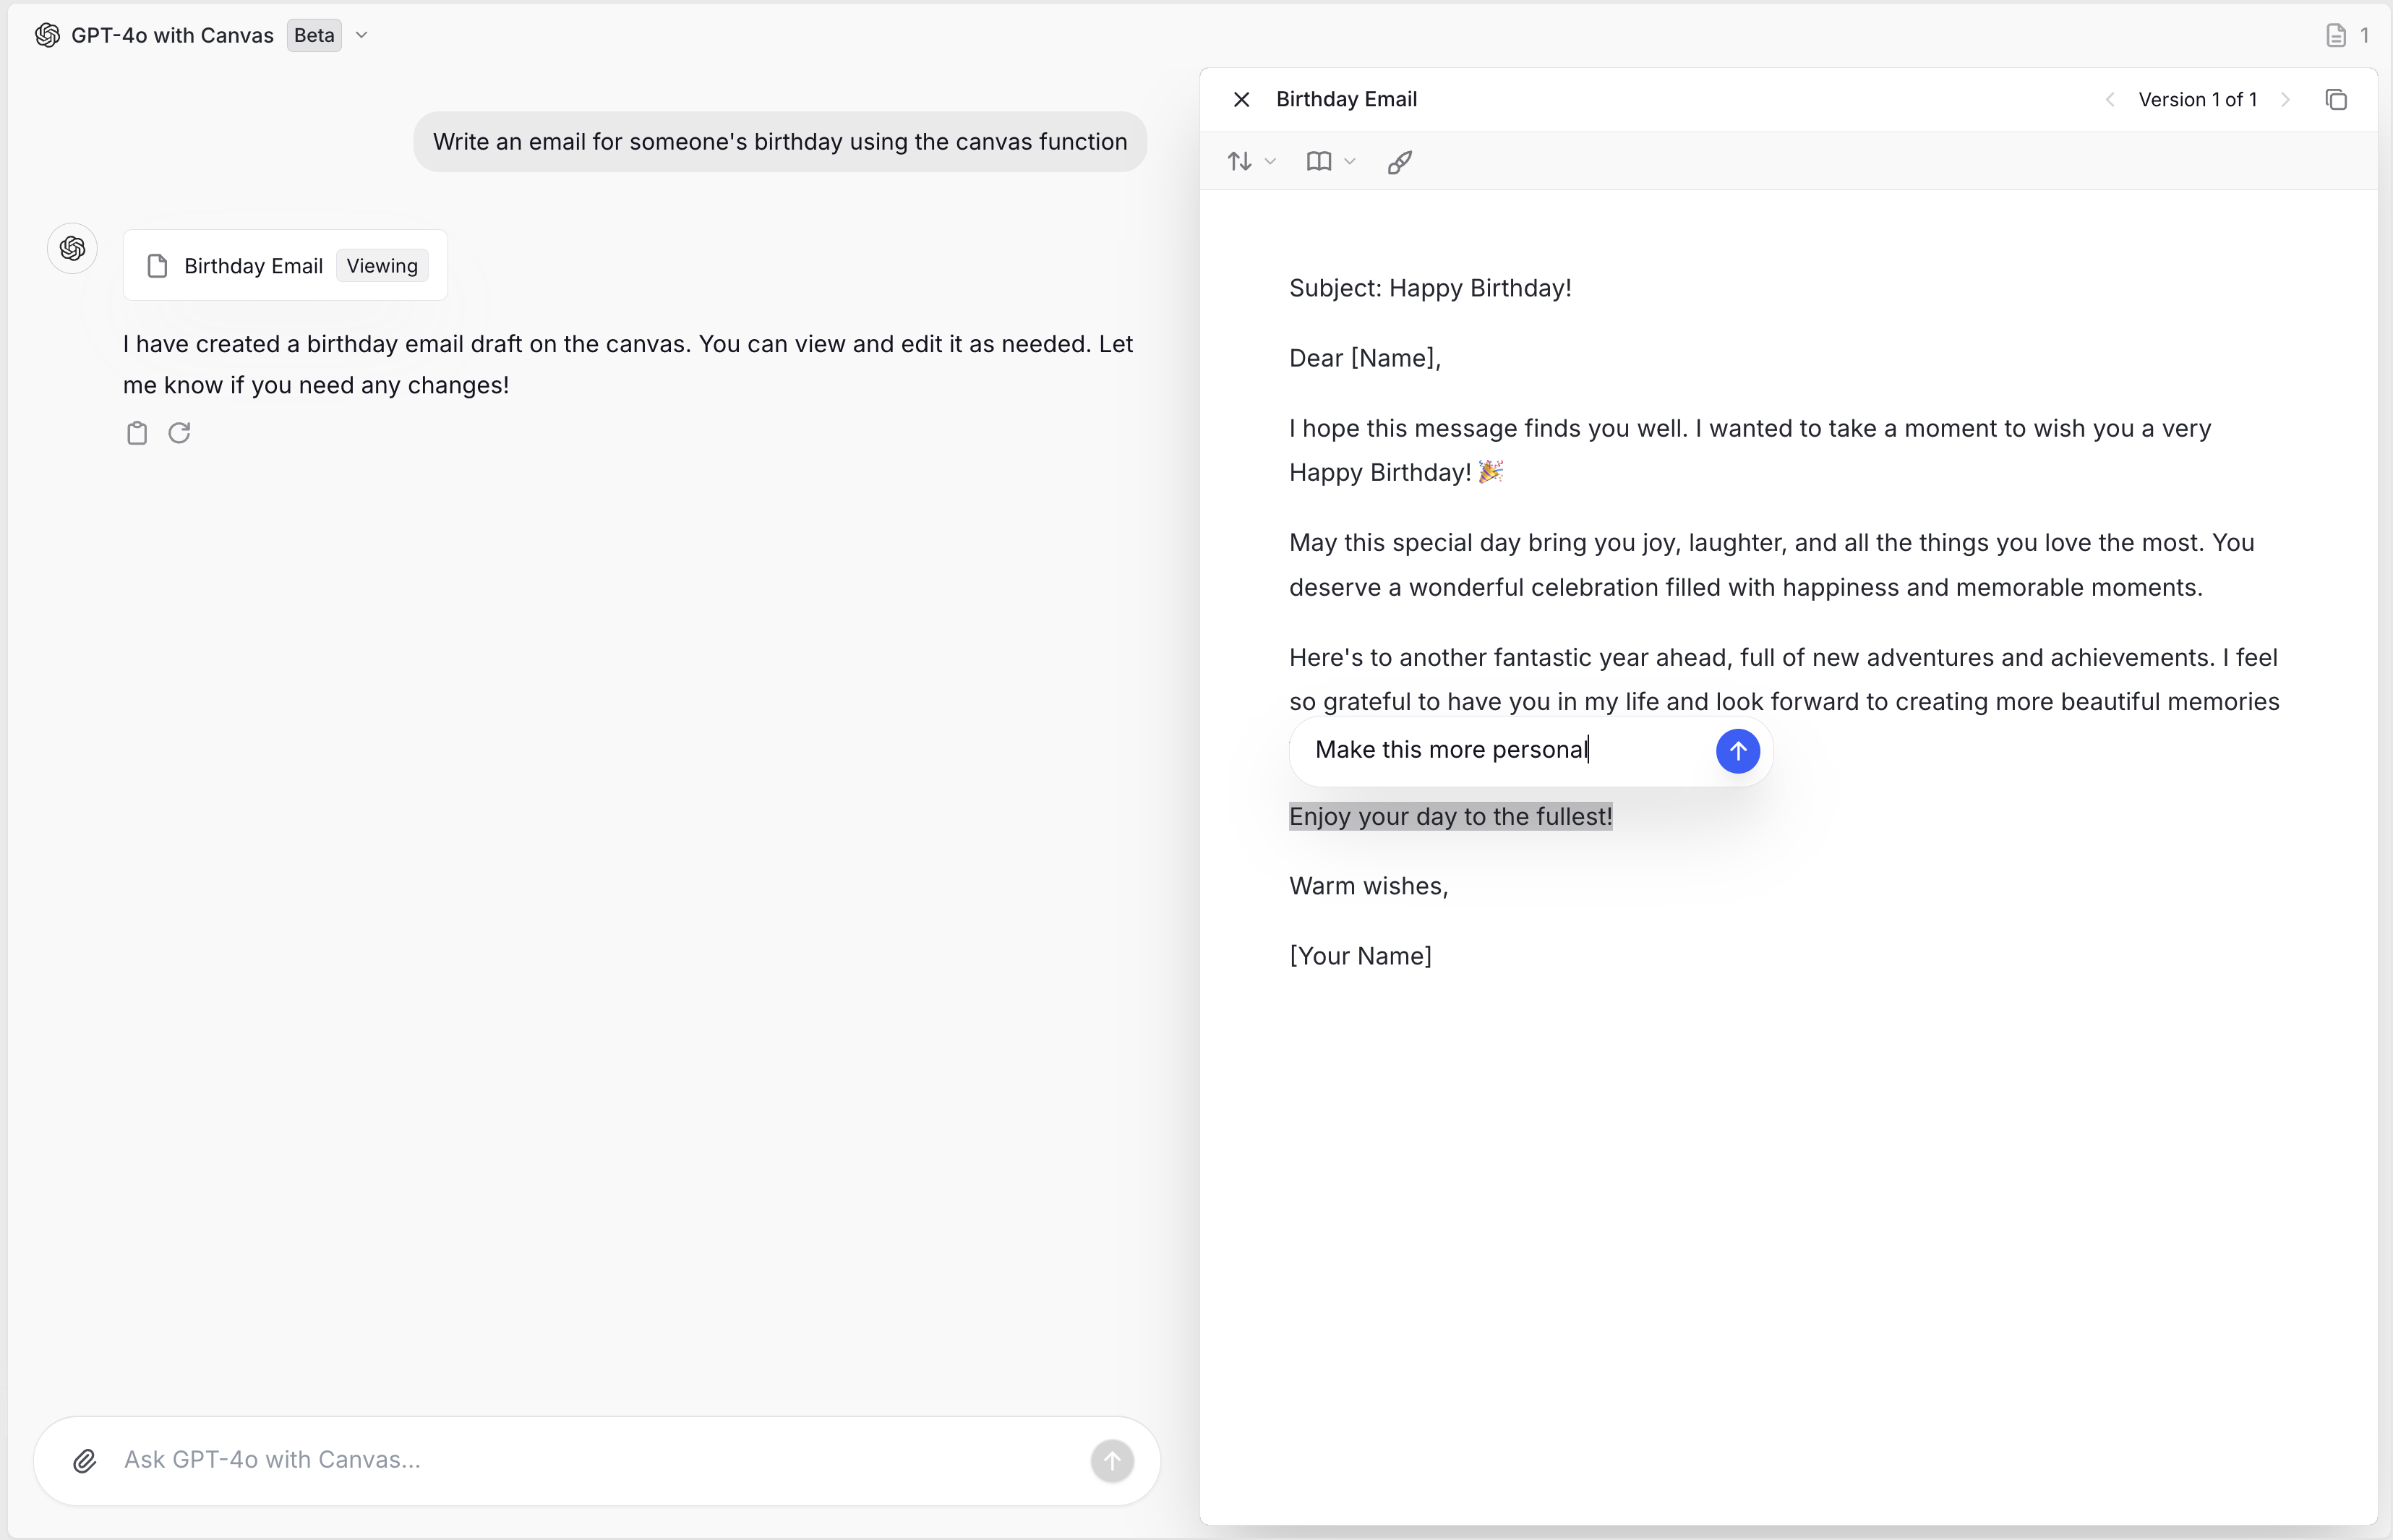 GPT-4o with Canvas Beta
1
Write an email for someone's birthday using the canvas function
Birthday Email Viewing
I have created a birthday email draft on the canvas. You can view and edit it as needed. Let
me know if you need any changes!
Ask GPT-4o with Canvas...
Birthday Email
Version 1 of 1
Subject: Happy Birthday!
Dear [Name],
I hope this message finds you well. I wanted to take a moment to wish you a very
Happy Birthday! 🎉
May this special day bring you joy, laughter, and all the things you love the most. You
deserve a wonderful celebration filled with happiness and memorable moments.
Here's to another fantastic year ahead, full of new adventures and achievements. I feel
so grateful to have you in my life and look forward to creating more beautiful memories
Make this more personal
Enjoy your day to the fullest!
Warm wishes,
[Your Name]